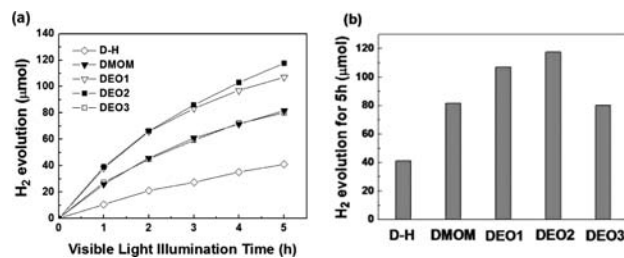 (a)
H2 evolution (μmol)
140
120
100
80
60
40
20
0
D-H
DMOM
DEO1
DEO2
DEO3
0 1 2 3 4 5
Visible Light Illumination Time (h)
(b)
H2 evolution for 5h (μmol)
120
100
80
60
40
20
0
D-H DMOM DEO1 DEO2 DEO3